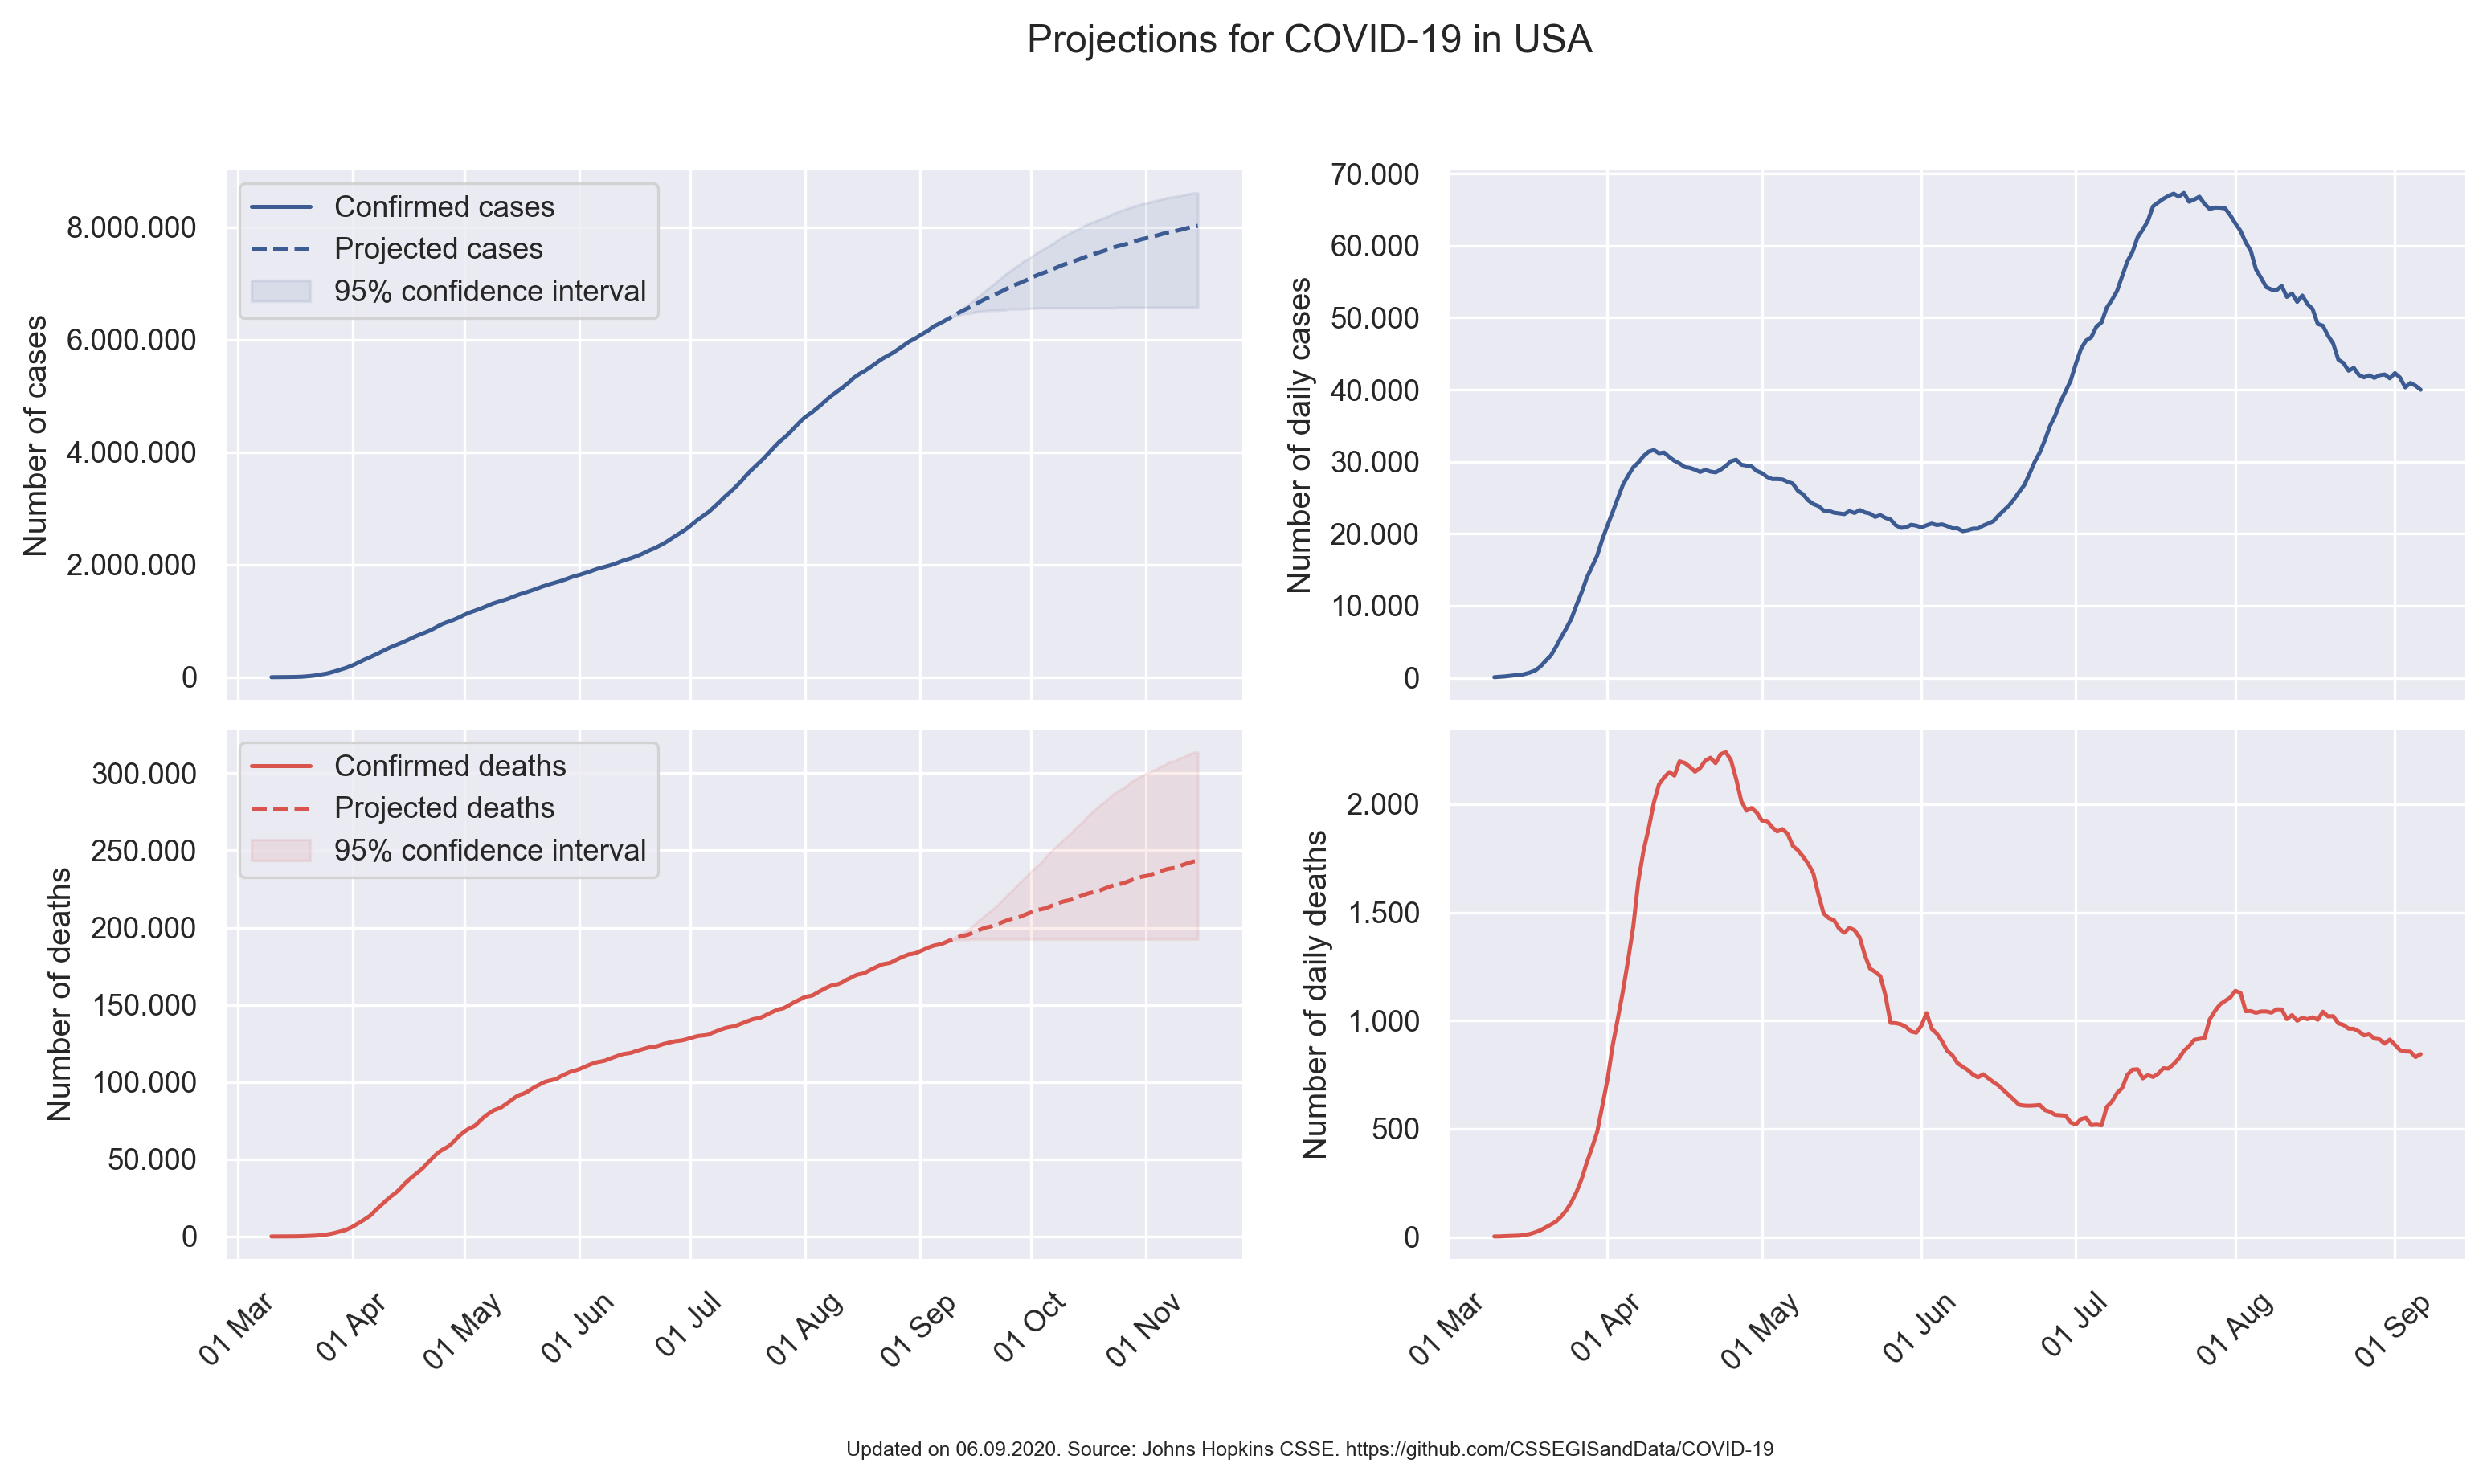 Projections for COVID-19 in USA
Number of cases
8.000.000
6.000.000
4.000.000
2.000.000
0
Confirmed cases
Projected cases
95% confidence interval
Number of daily cases
70.000
60.000
50.000
40.000
30.000
20.000
10.000
0
Number of deaths
300.000
250.000
200.000
150.000
100.000
50.000
0
Confirmed deaths
Projected deaths
95% confidence interval
01 Mar
01 Apr
01 May
01 Jun
01 Jul
01 Aug
01 Sep
01 Oct
01 Nov
Number of daily deaths
2.000
1.500
1.000
500
0
01 Mar
01 Apr
01 May
01 Jun
01 Jul
01 Aug
01 Sep
Updated on 06.09.2020. Source: Johns Hopkins CSSE. https://github.com/CSSEGISandData/COVID-19